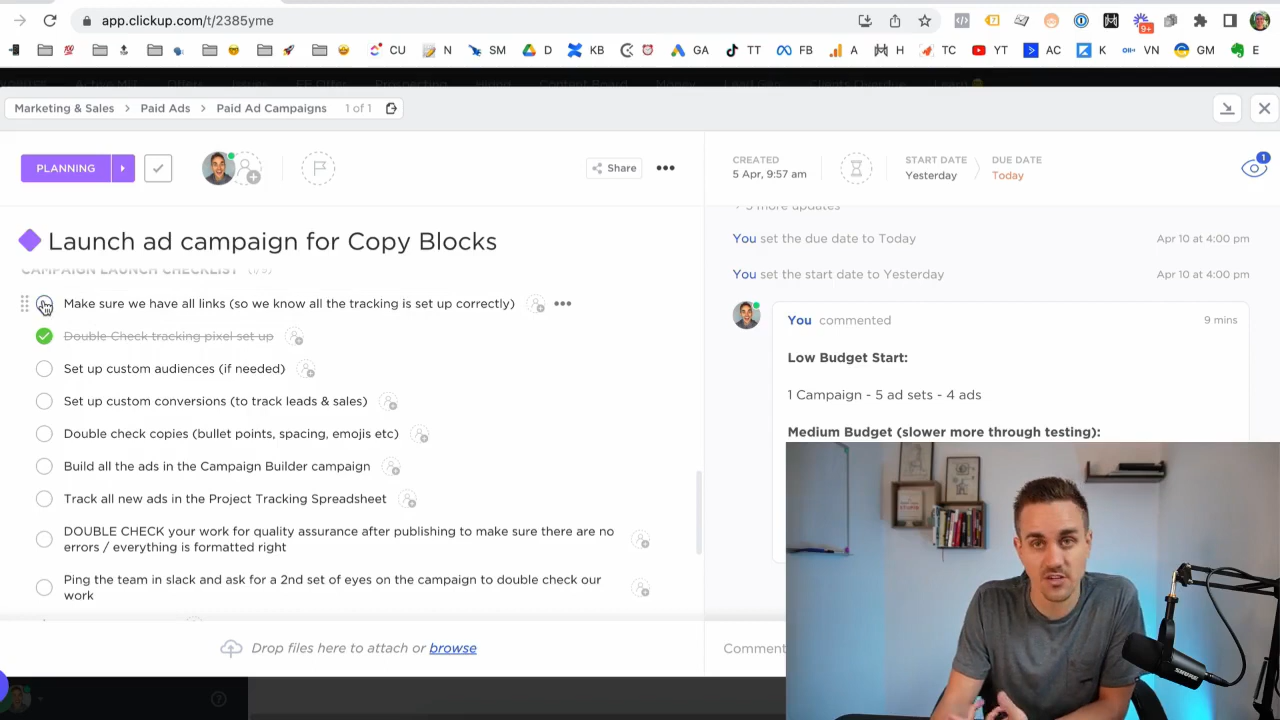 app.clickup.com/t/2385yme
9+
CU
N
SM
D
KB
GA
TT
FB
A
H
TC
YT
AC
K
VN
GM
E
Marketing & Sales > Paid Ads > Paid Ad Campaigns 1 of 1
PLANNING
Share
CREATED
5 Apr, 9:57 am
START DATE
Yesterday
DUE DATE
Today
1
Launch ad campaign for Copy Blocks
CAMPAIGN LAUNCH CHECKLIST
Make sure we have all links (so we know all the tracking is set up correctly)
Double Check tracking pixel set up
Set up custom audiences (if needed)
Set up custom conversions (to track leads & sales)
Double check copies (bullet points, spacing, emojis etc)
Build all the ads in the Campaign Builder campaign
Track all new ads in the Project Tracking Spreadsheet
DOUBLE CHECK your work for quality assurance after publishing to make sure there are no
errors / everything is formatted right
Ping the team in slack and ask for a 2nd set of eyes on the campaign to double check our
work
Drop files here to attach or browse
more updates
You set the due date to Today
Apr 10 at 4:00 pm
You set the start date to Yesterday
Apr 10 at 4:00 pm
You commented
9 mins
Low Budget Start:
1 Campaign - 5 ad sets - 4 ads
Medium Budget (slower more through testing):
Comment
SHURE